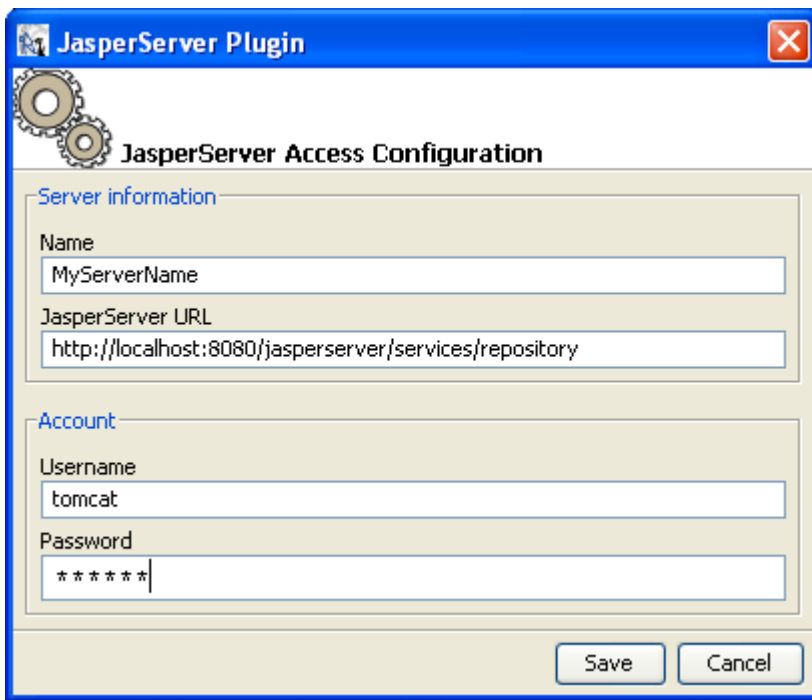 JasperServer Plugin
JasperServer Access Configuration
Server information
Name
MyServerName
JasperServer URL
http://localhost:8080/jasperserver/services/repository
Account
Username
tomcat
Password
******
Save Cancel